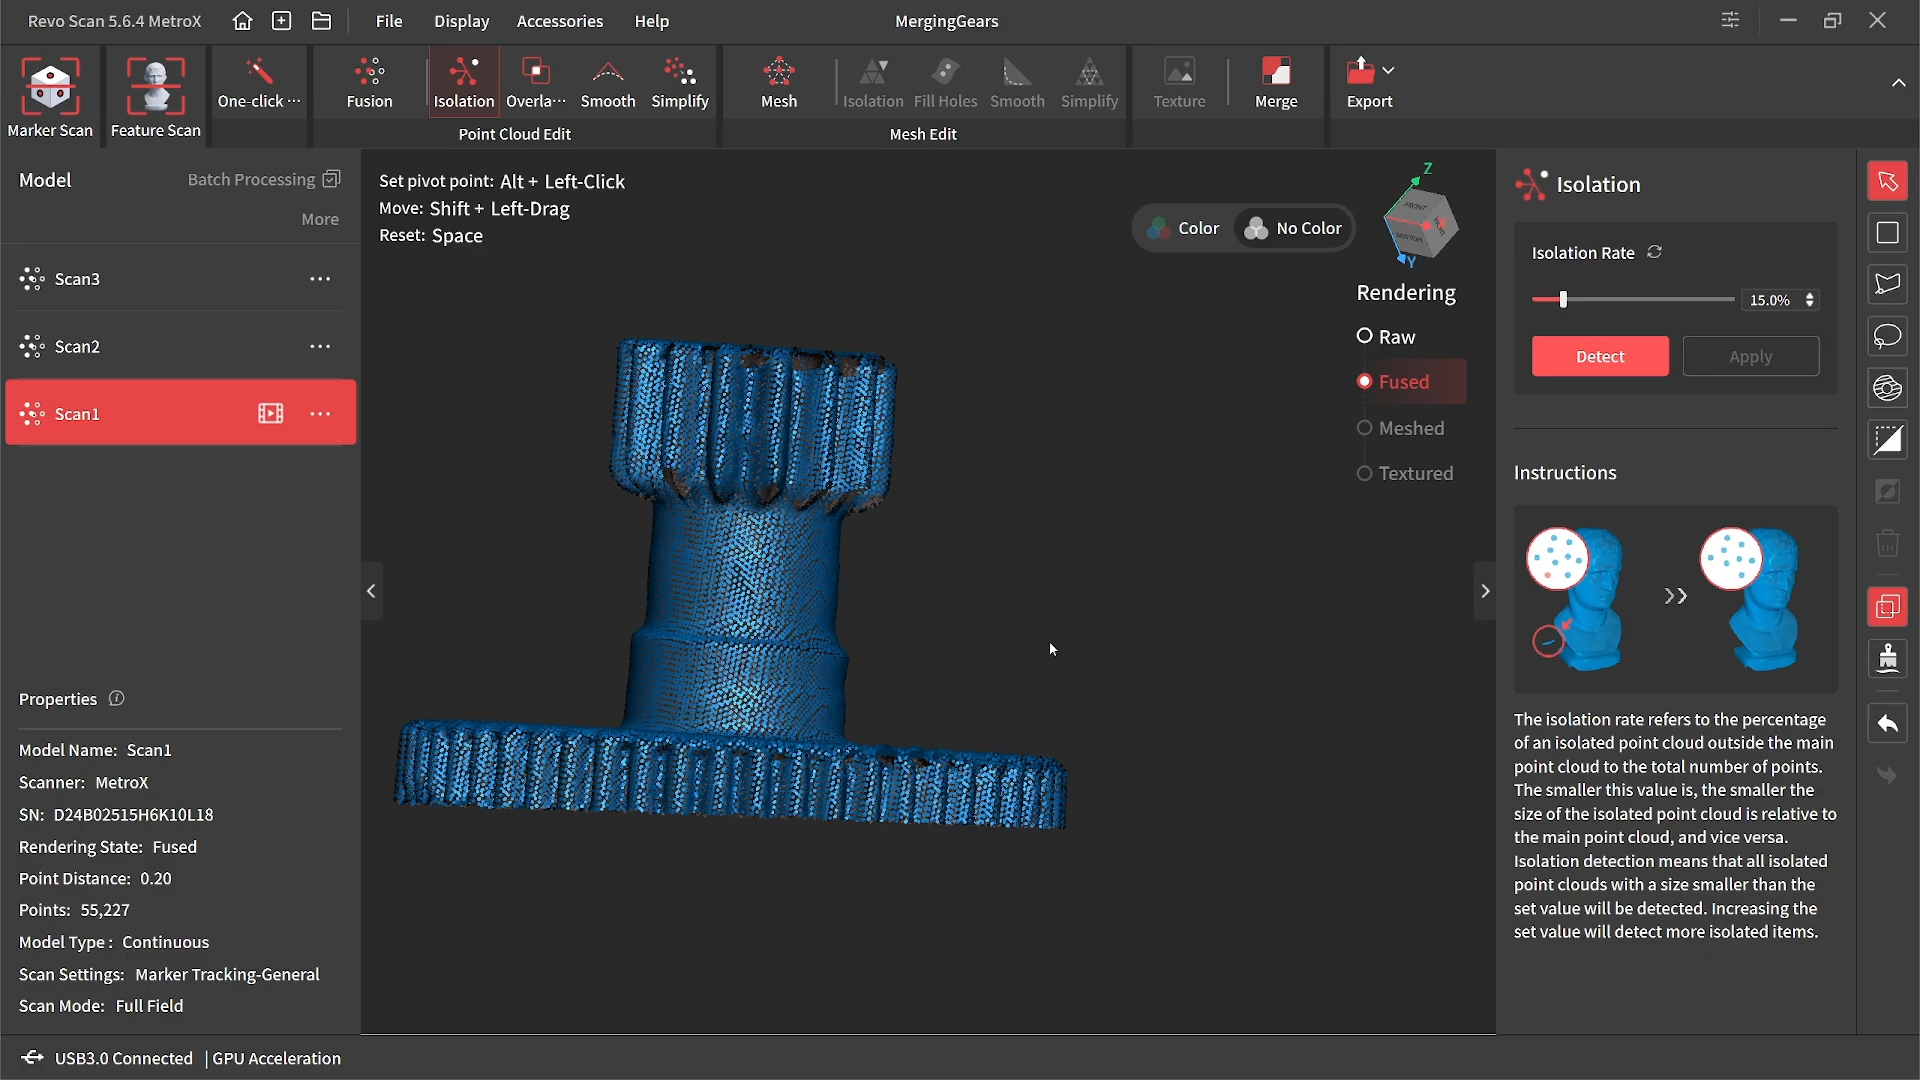 Revo Scan 5.6.4 MetroX
File
Display
Accessories
Help
MergingGears
Marker Scan
Feature Scan
One-click ···
Fusion
Isolation
Overla···
Smooth
Simplify
Point Cloud Edit
Mesh
Isolation
Fill Holes
Smooth
Simplify
Mesh Edit
Texture
Merge
Export
Model
Batch Processing
More
Scan3
Scan2
Scan1
Properties
Model Name: Scan1
Scanner: MetroX
SN: D24B02515H6K10L18
Rendering State: Fused
Point Distance: 0.20
Points: 55,227
Model Type : Continuous
Scan Settings: Marker Tracking-General
Scan Mode: Full Field
Set pivot point: Alt + Left-Click
Move: Shift + Left-Drag
Reset: Space
Color
No Color
Z
FRONT
BOTTOM
Y
Rendering
Raw
Fused
Meshed
Textured
Isolation
Isolation Rate
15.0%
Detect
Apply
Instructions
The isolation rate refers to the percentage
of an isolated point cloud outside the main
point cloud to the total number of points.
The smaller this value is, the smaller the
size of the isolated point cloud is relative to
the main point cloud, and vice versa.
Isolation detection means that all isolated
point clouds with a size smaller than the
set value will be detected. Increasing the
set value will detect more isolated items.
USB3.0 Connected
| GPU Acceleration